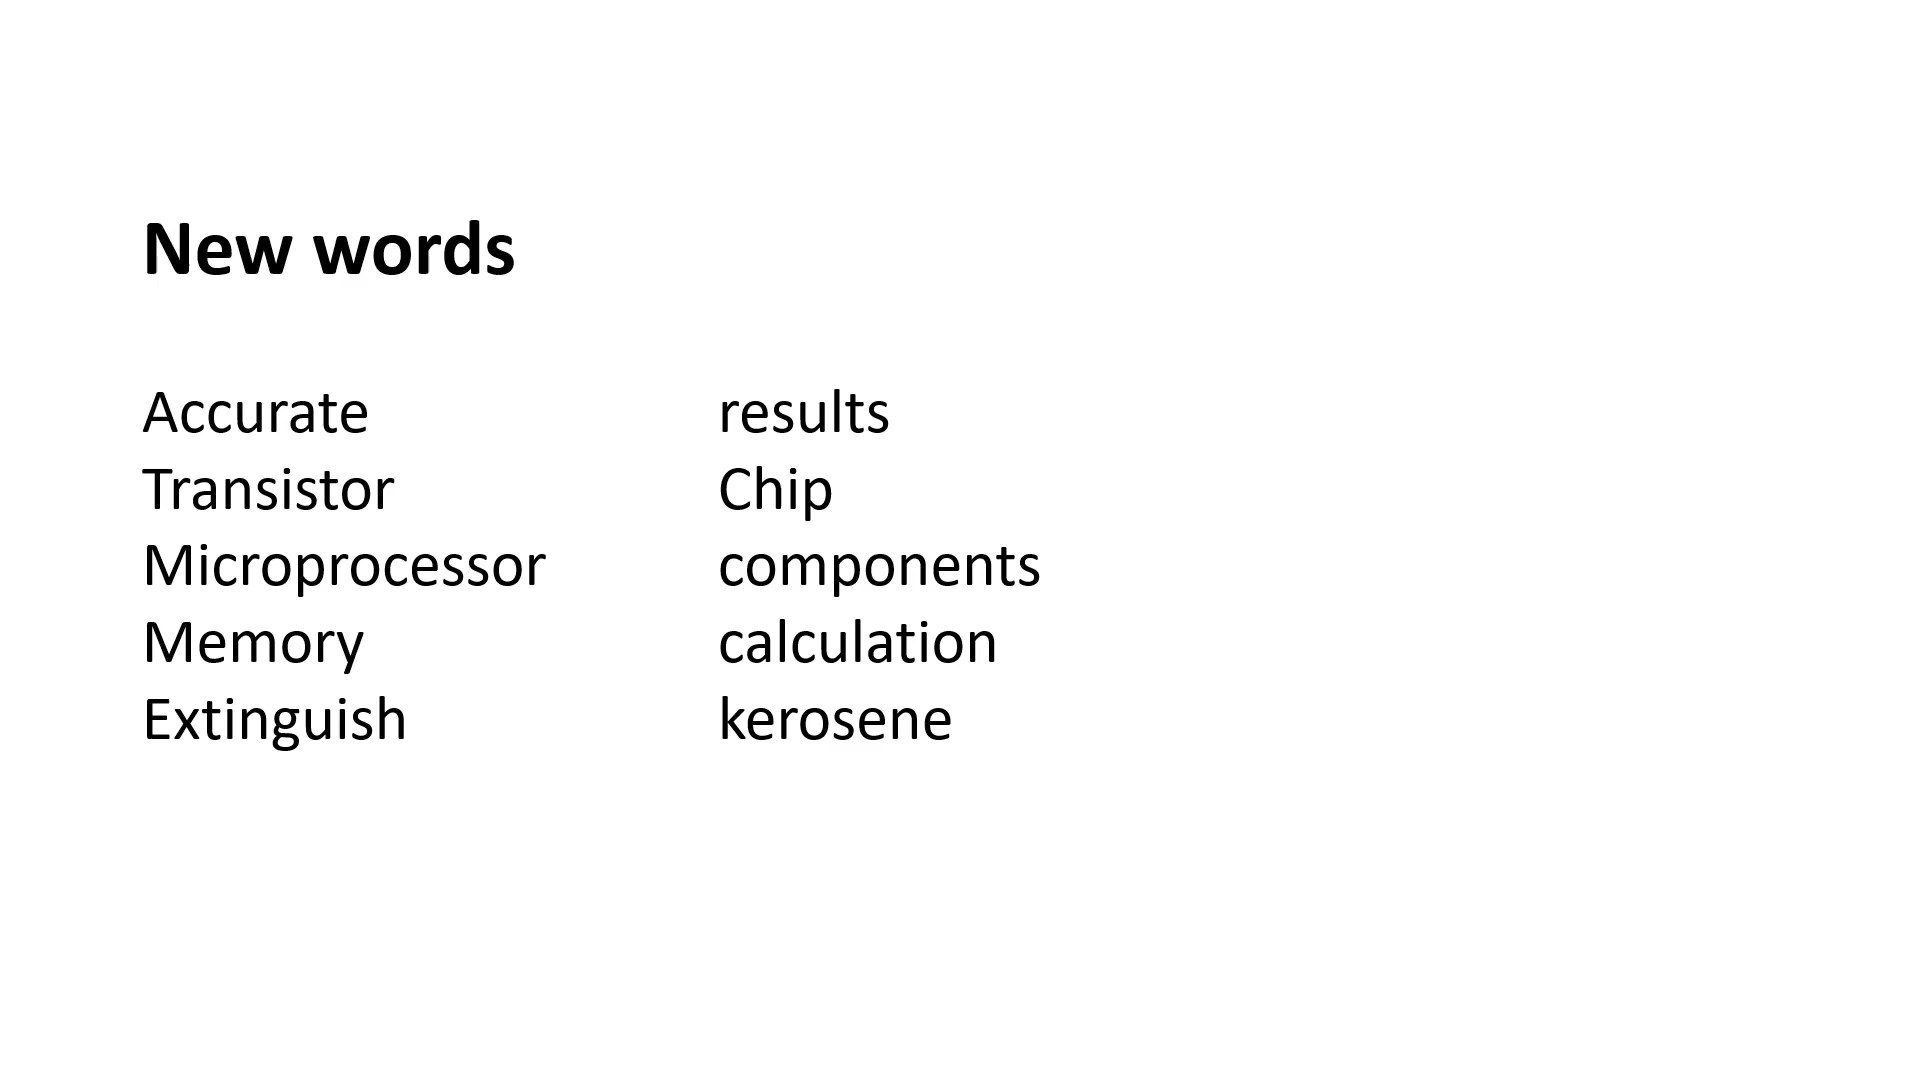 New words
Accurate results
Transistor Chip
Microprocessor components
Memory calculation
Extinguish kerosene